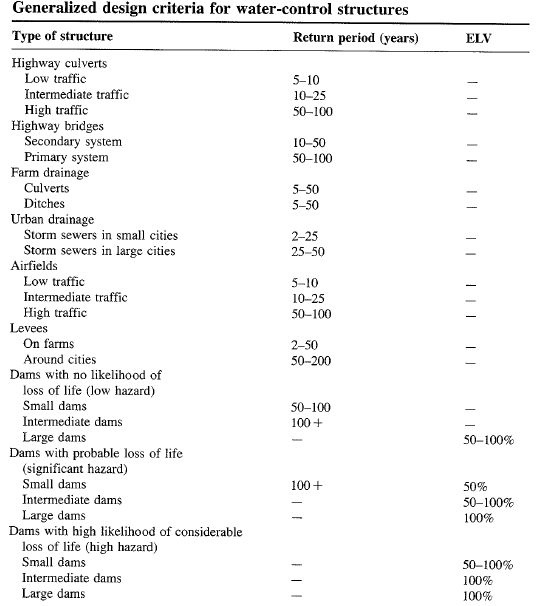 Generalized design criteria for water-control structures
Type of structure Return period (years) ELV
Highway culverts
Low traffic 5–10 —
Intermediate traffic 10–25 —
High traffic 50–100 —
Highway bridges
Secondary system 10–50 —
Primary system 50–100 —
Farm drainage
Culverts 5–50 —
Ditches 5–50 —
Urban drainage
Storm sewers in small cities 2–25 —
Storm sewers in large cities 25–50 —
Airfields
Low traffic 5–10 —
Intermediate traffic 10–25 —
High traffic 50–100 —
Levees
On farms 2–50 —
Around cities 50–200 —
Dams with no likelihood of
loss of life (low hazard)
Small dams 50–100 —
Intermediate dams 100 + —
Large dams — 50–100%
Dams with probable loss of life
(significant hazard)
Small dams 100 + 50%
Intermediate dams — 50–100%
Large dams — 100%
Dams with high likelihood of considerable
loss of life (high hazard)
Small dams — 50–100%
Intermediate dams — 100%
Large dams — 100%